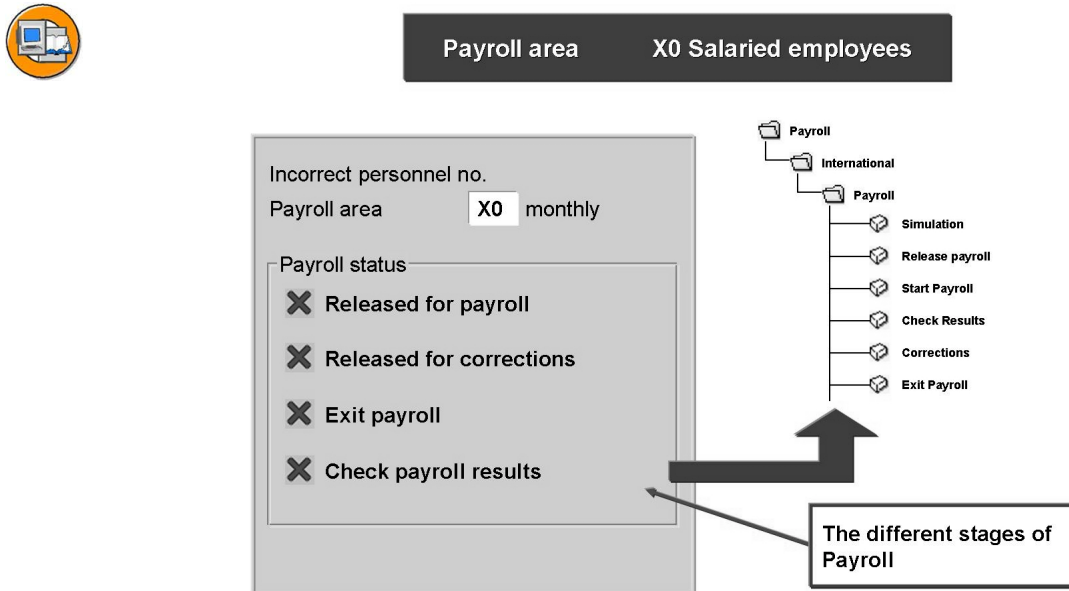 Payroll area X0 Salaried employees
Incorrect personnel no.
Payroll area X0 monthly
Payroll status
Released for payroll
Released for corrections
Exit payroll
Check payroll results
Payroll
International
Payroll
Simulation
Release payroll
Start Payroll
Check Results
Corrections
Exit Payroll
The different stages of
Payroll